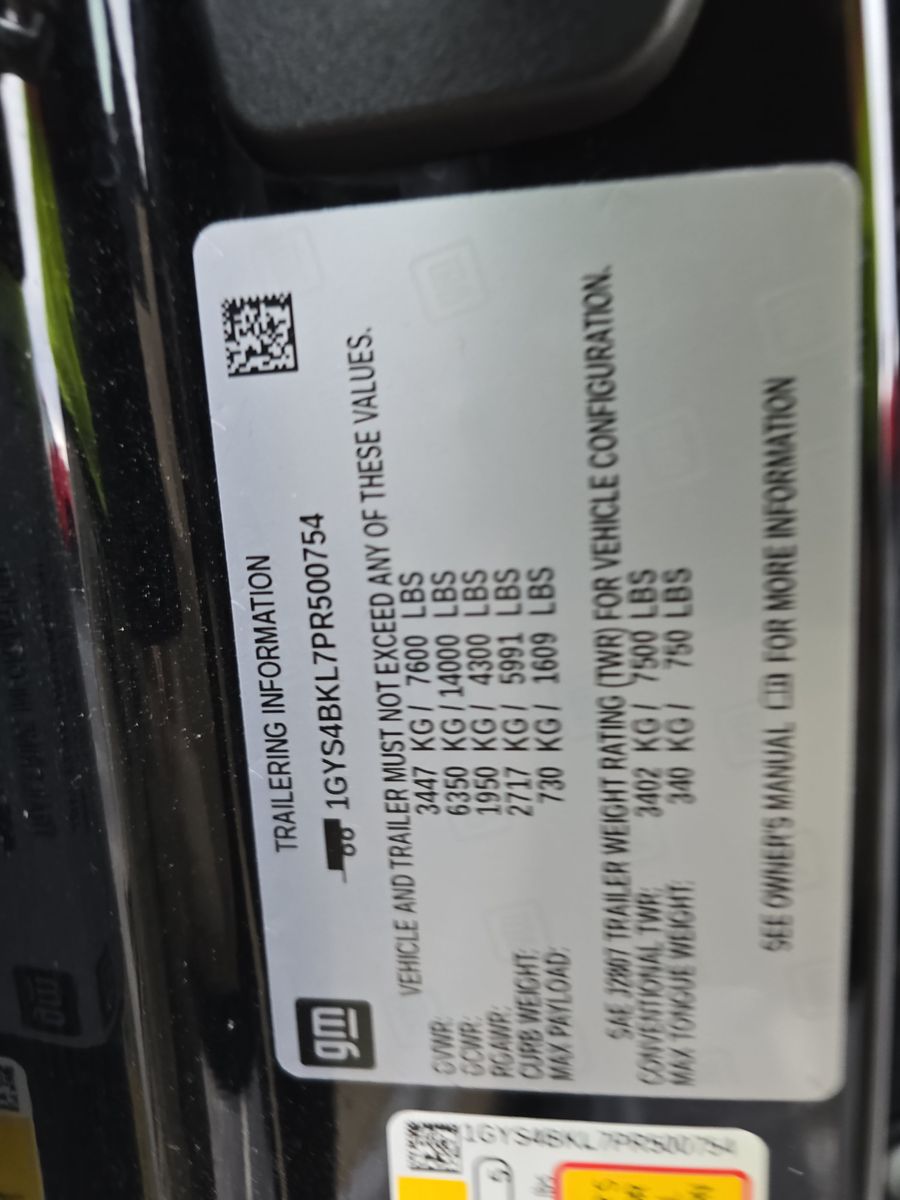 gm
TRAILERING INFORMATION
1GYS4BKL7PR500754
VEHICLE AND TRAILER MUST NOT EXCEED ANY OF THESE VALUES.
GVWR: 3447 KG / 7600 LBS
GCWR: 6350 KG / 14000 LBS
RGAWR: 1950 KG / 4300 LBS
CURB WEIGHT: 2717 KG / 5991 LBS
MAX PAYLOAD: 730 KG / 1609 LBS
SAE J2807 TRAILER WEIGHT RATING (TWR) FOR VEHICLE CONFIGURATION.
CONVENTIONAL TWR: 3402 KG / 7500 LBS
MAX TONGUE WEIGHT: 340 KG / 750 LBS
SEE OWNER'S MANUAL FOR MORE INFORMATION
1GYS4BKL7PR500754
5